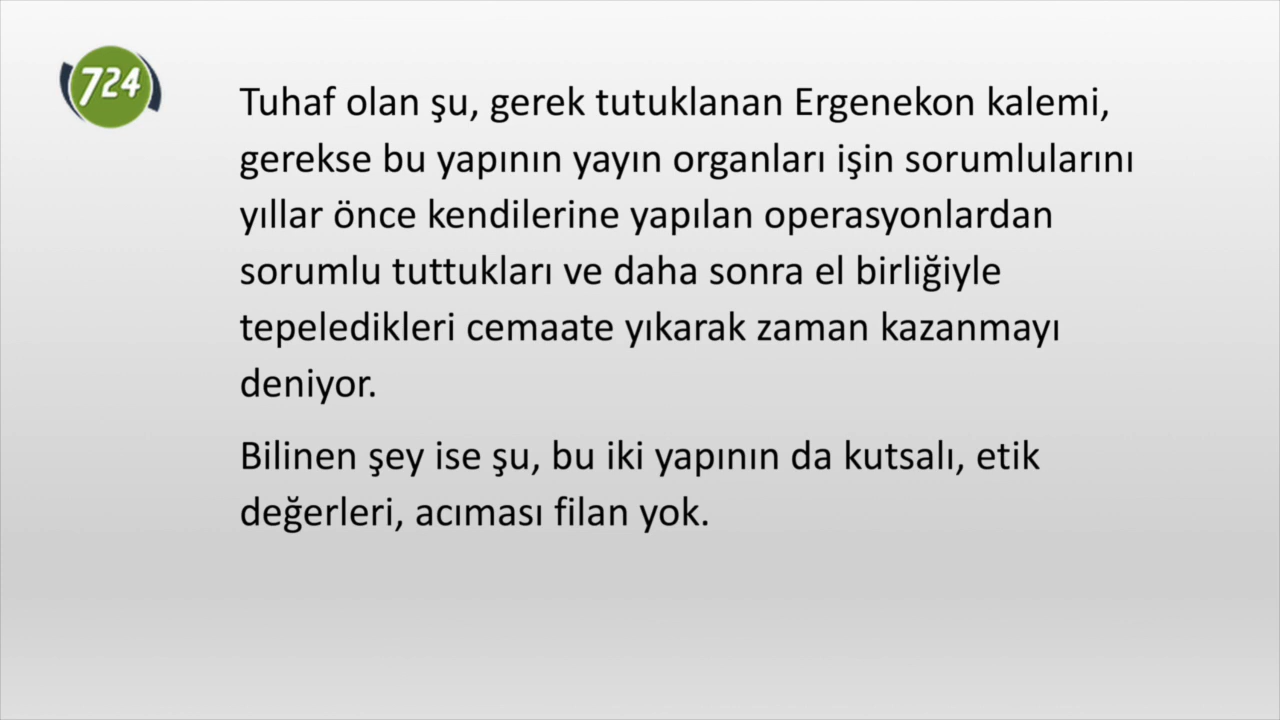 724
Tuhaf olan şu, gerek tutuklanan Ergenekon kalemi,
gerekse bu yapının yayın organları işin sorumlularını
yıllar önce kendilerine yapılan operasyonlardan
sorumlu tuttukları ve daha sonra el birliğiyle
tepeledikleri cemaate yıkarak zaman kazanmayı
deniyor.
Bilinen şey ise şu, bu iki yapının da kutsalı, etik
değerleri, acıması filan yok.